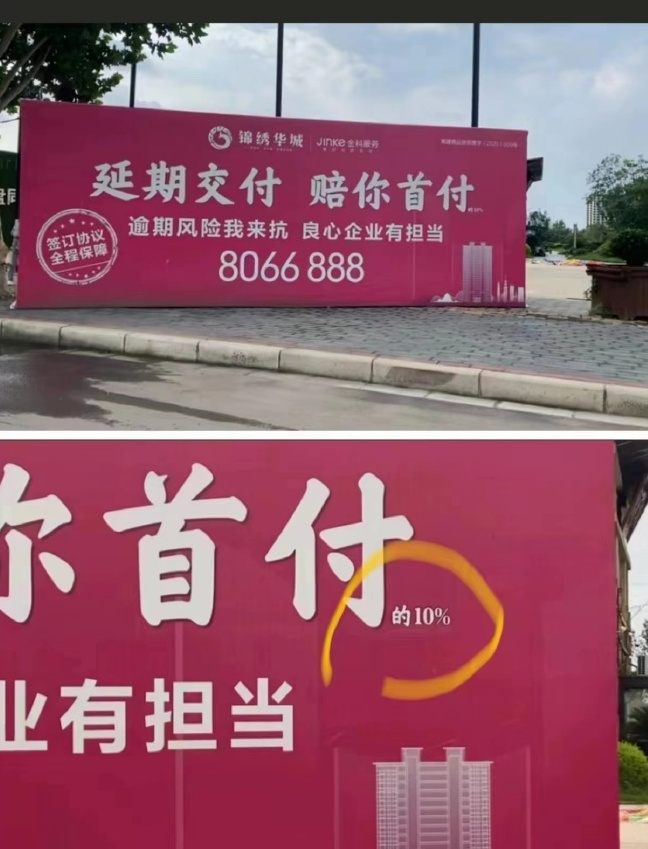 锦绣华城
Jinke金科服务
延期交付 赔你首付
的10%
签订协议
全程保障
逾期风险我来抗 良心企业有担当
8066 888
你首付
的10%
业有担当